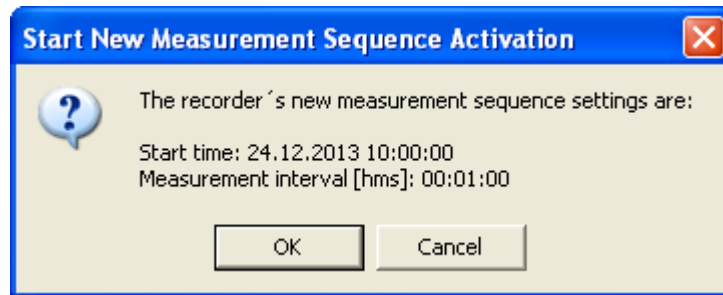 Start New Measurement Sequence Activation
The recorder´s new measurement sequence settings are:
Start time: 24.12.2013 10:00:00
Measurement interval [hms]: 00:01:00
OK
Cancel